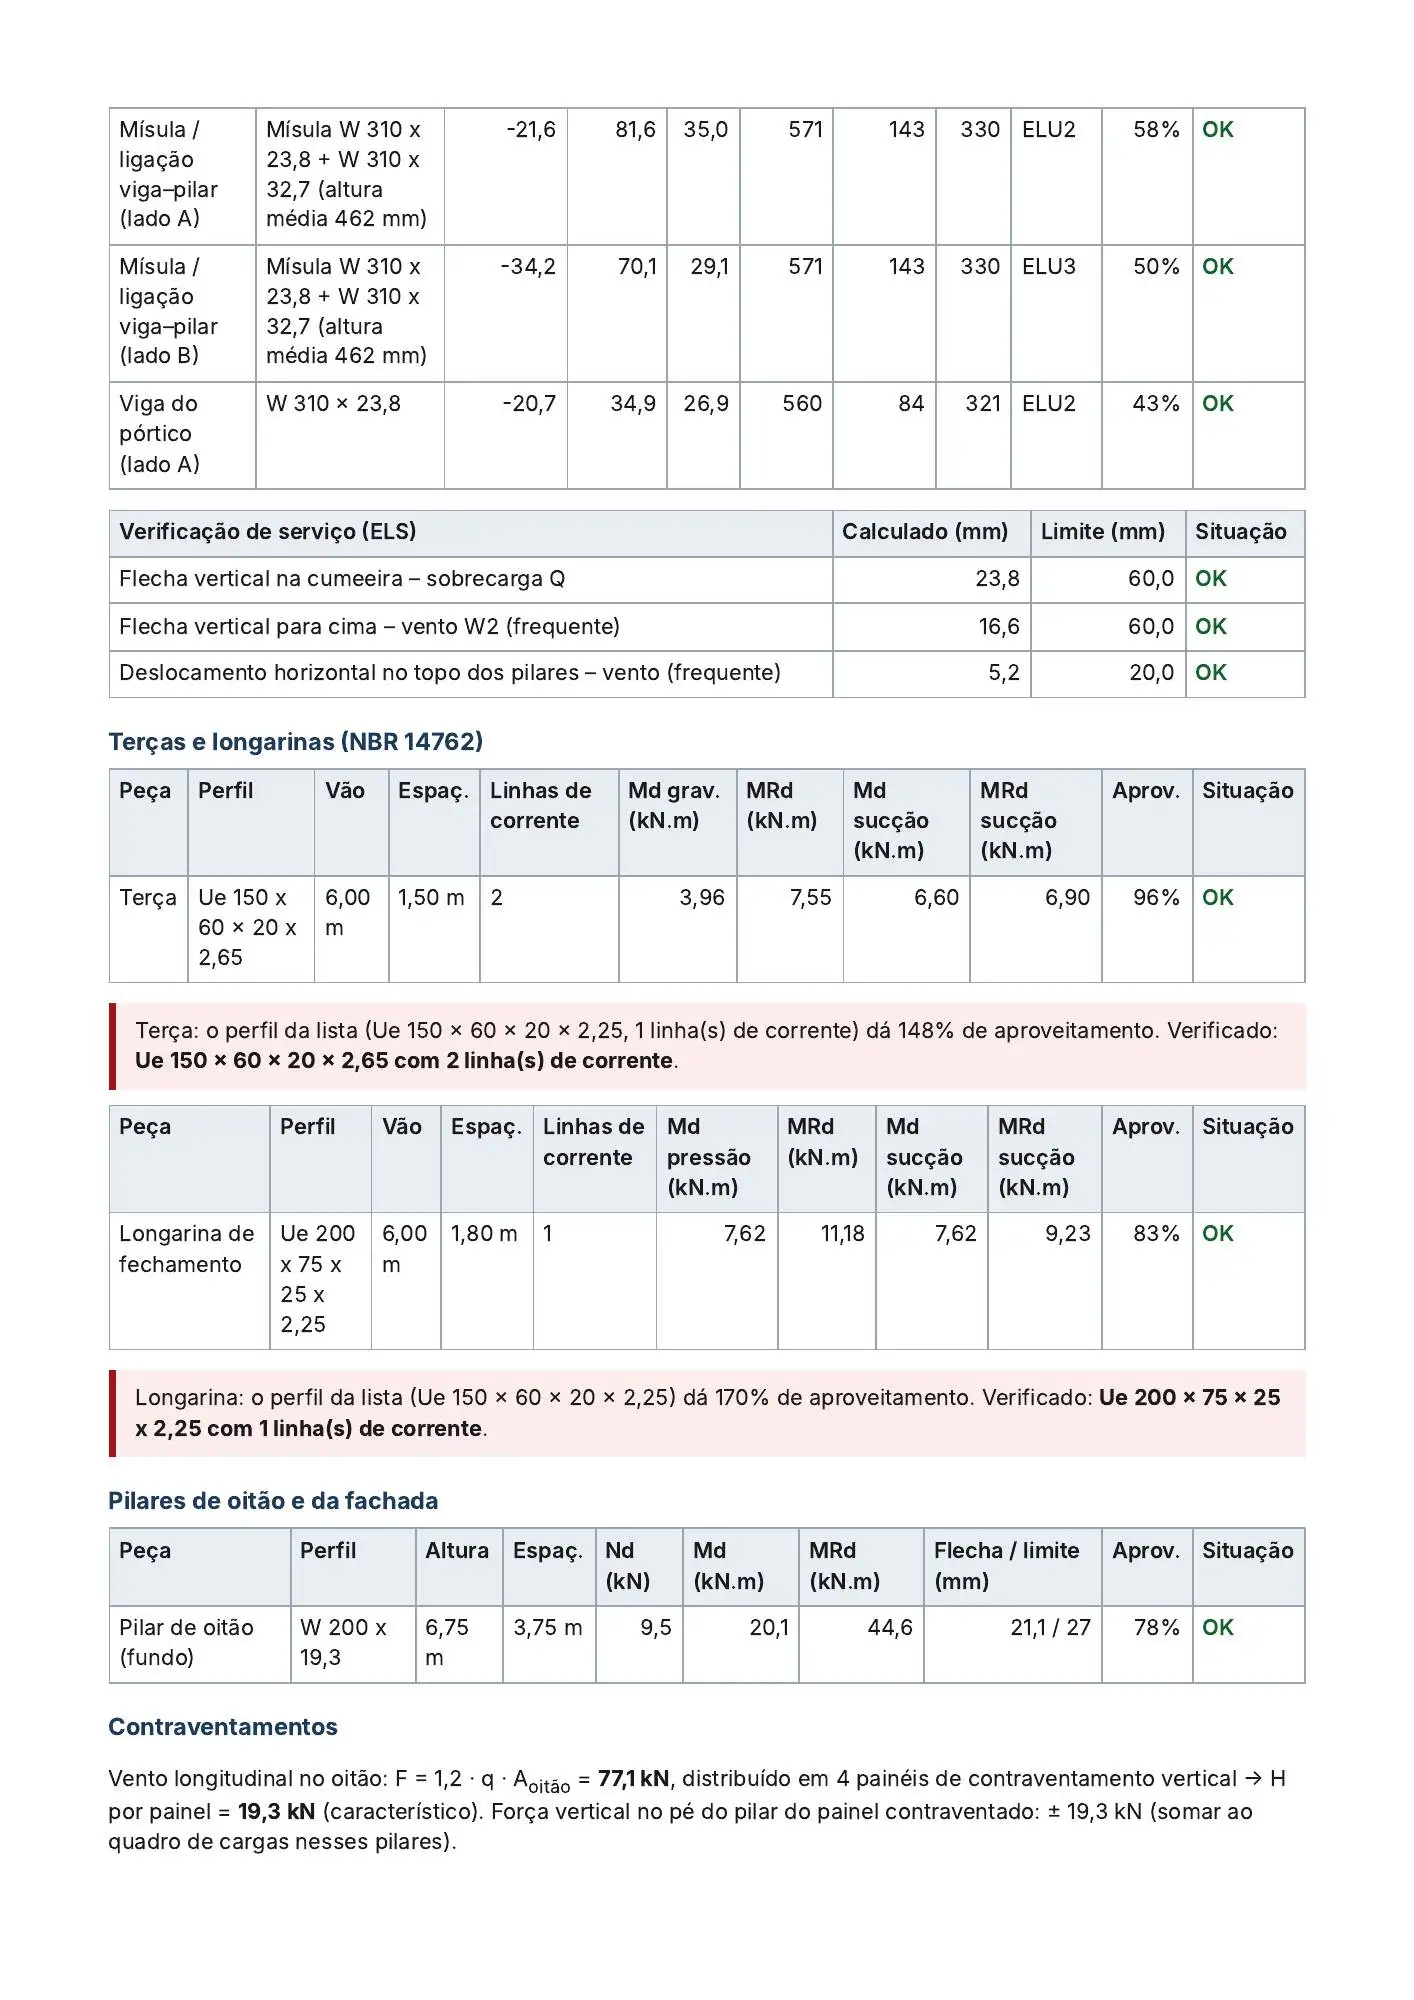 Mísula / Mísula W 310 x -21,6 81,6 35,0 571 143 330 ELU2 58% OK
ligação 23,8 + W 310 x
viga–pilar 32,7 (altura
(lado A) média 462 mm)
Mísula / Mísula W 310 x -34,2 70,1 29,1 571 143 330 ELU3 50% OK
ligação 23,8 + W 310 x
viga–pilar 32,7 (altura
(lado B) média 462 mm)
Viga do W 310 × 23,8 -20,7 34,9 26,9 560 84 321 ELU2 43% OK
pórtico
(lado A)
Verificação de serviço (ELS) Calculado (mm) Limite (mm) Situação
Flecha vertical na cumeeira – sobrecarga Q 23,8 60,0 OK
Flecha vertical para cima – vento W2 (frequente) 16,6 60,0 OK
Deslocamento horizontal no topo dos pilares – vento (frequente) 5,2 20,0 OK
Terças e longarinas (NBR 14762)
Peça Perfil Vão Espaç. Linhas de Md grav. MRd Md MRd Aprov. Situação
corrente (kN.m) (kN.m) sucção sucção
(kN.m) (kN.m)
Terça Ue 150 x 6,00 1,50 m 2 3,96 7,55 6,60 6,90 96% OK
60 × 20 x m
2,65
Terça: o perfil da lista (Ue 150 × 60 × 20 × 2,25, 1 linha(s) de corrente) dá 148% de aproveitamento. Verificado:
Ue 150 × 60 × 20 × 2,65 com 2 linha(s) de corrente.
Peça Perfil Vão Espaç. Linhas de Md MRd Md MRd Aprov. Situação
corrente pressão (kN.m) sucção sucção
(kN.m) (kN.m) (kN.m)
Longarina de Ue 200 6,00 1,80 m 1 7,62 11,18 7,62 9,23 83% OK
fechamento x 75 x m
25 x
2,25
Longarina: o perfil da lista (Ue 150 × 60 × 20 × 2,25) dá 170% de aproveitamento. Verificado: Ue 200 × 75 × 25
x 2,25 com 1 linha(s) de corrente.
Pilares de oitão e da fachada
Peça Perfil Altura Espaç. Nd Md MRd Flecha / limite Aprov. Situação
(kN) (kN.m) (kN.m) (mm)
Pilar de oitão W 200 x 6,75 3,75 m 9,5 20,1 44,6 21,1 / 27 78% OK
(fundo) 19,3 m
Contraventamentos
Vento longitudinal no oitão: F = 1,2 · q · Aoitão = 77,1 kN, distribuído em 4 painéis de contraventamento vertical → H
por painel = 19,3 kN (característico). Força vertical no pé do pilar do painel contraventado: ± 19,3 kN (somar ao
quadro de cargas nesses pilares).